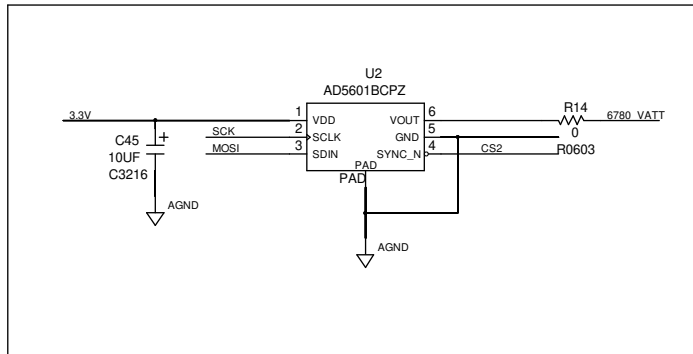 U2
AD5601BCPZ
3.3V
1 VDD VOUT 6 R14 6780_VATT
SCK 2 SCLK GND 5 0
C45 + MOSI 3 SDIN SYNC_N 4 CS2 R0603
10UF
C3216
PAD
PAD
AGND
AGND